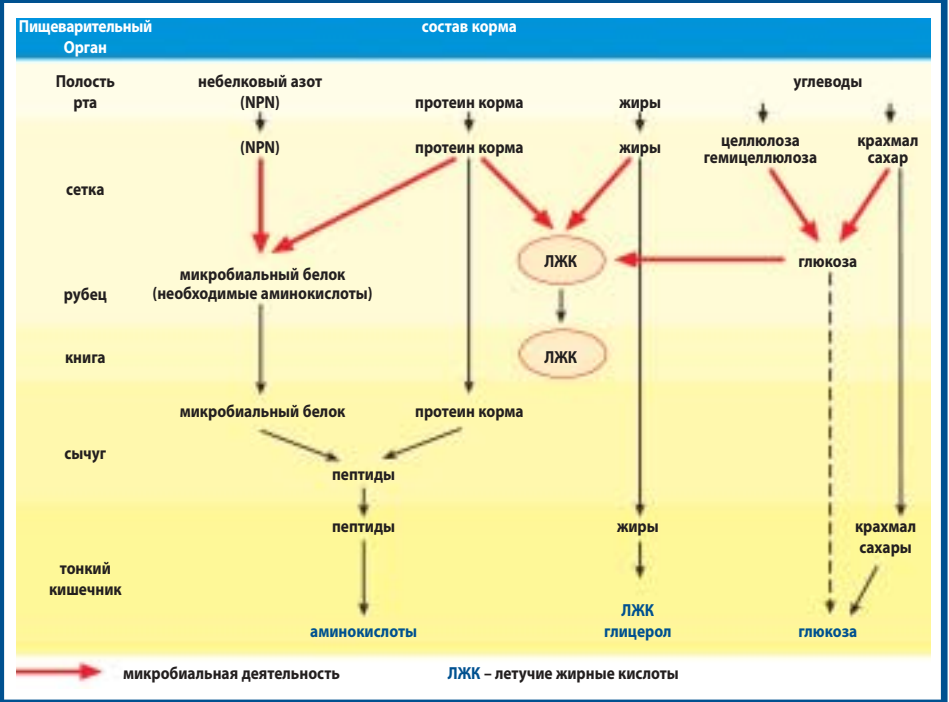 Пищеварительный
Орган
состав корма
Полость
рта
небелковый азот
(NPN)
протеин корма
жиры
углеводы
(NPN)
протеин корма
жиры
целлюлоза
гемицеллюлоза
крахмал
сахар
сетка
ЛЖК
глюкоза
микробиальный белок
(необходимые аминокислоты)
рубец
книга
ЛЖК
микробиальный белок
протеин корма
сычуг
пептиды
пептиды
жиры
крахмал
сахары
тонкий
кишечник
аминокислоты
ЛЖК
глицерол
глюкоза
микробиальная деятельность
ЛЖК – летучие жирные кислоты